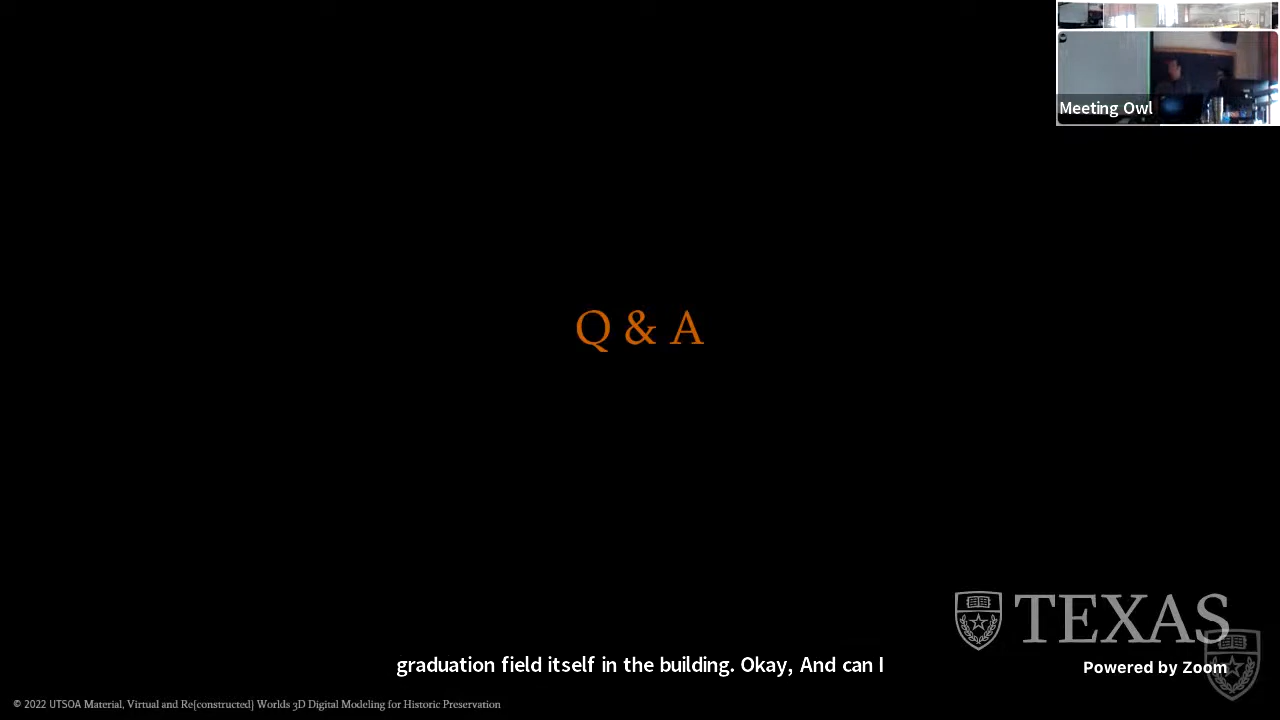 Meeting Owl
Q & A
TEXAS
graduation field itself in the building. Okay, And can I
Powered by Zoom
© 2022 UTSOA Material, Virtual and Re[constructed] Worlds 3D Digital Modeling for Historic Preservation